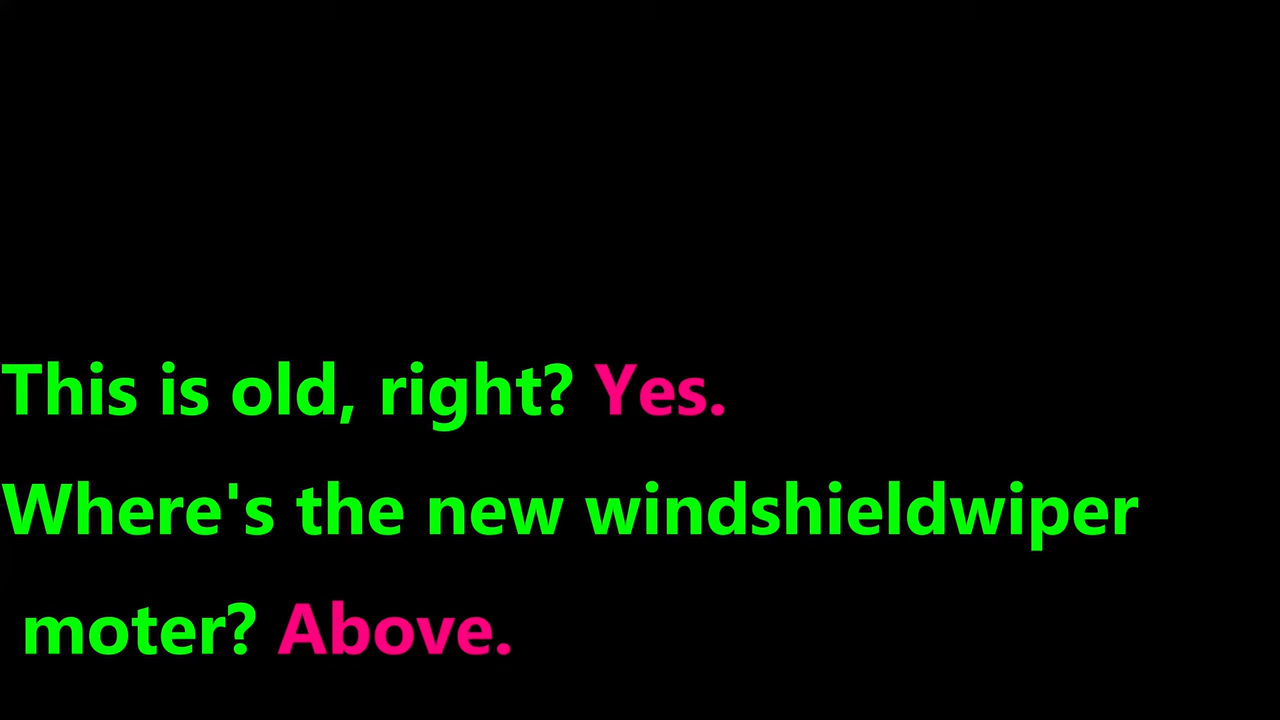 This is old, right? Yes.
Where's the new windshieldwiper
moter? Above.